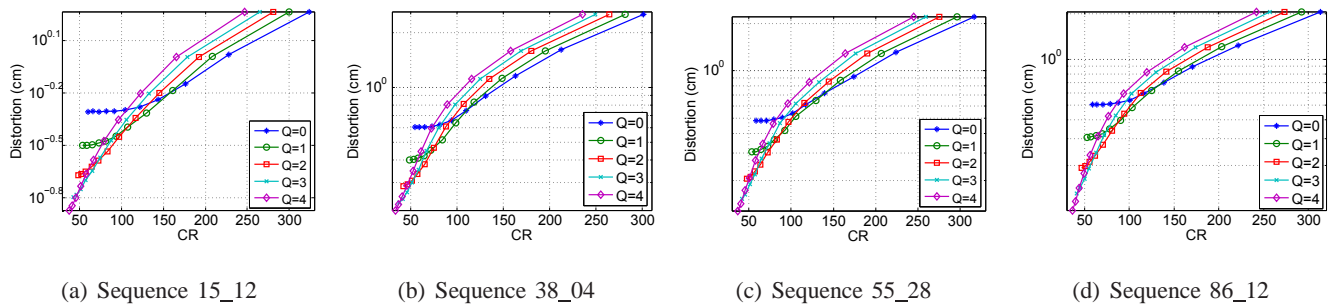 Distortion (cm)
10^0.1
10^-0.2
10^-0.5
10^-0.8
50 100 150 200 250 300
CR
Q=0
Q=1
Q=2
Q=3
Q=4
(a) Sequence 15_12
Distortion (cm)
10^0
50 100 150 200 250 300
CR
Q=0
Q=1
Q=2
Q=3
Q=4
(b) Sequence 38_04
Distortion (cm)
10^0
50 100 150 200 250 300
CR
Q=0
Q=1
Q=2
Q=3
Q=4
(c) Sequence 55_28
Distortion (cm)
10^0
50 100 150 200 250 300
CR
Q=0
Q=1
Q=2
Q=3
Q=4
(d) Sequence 86_12